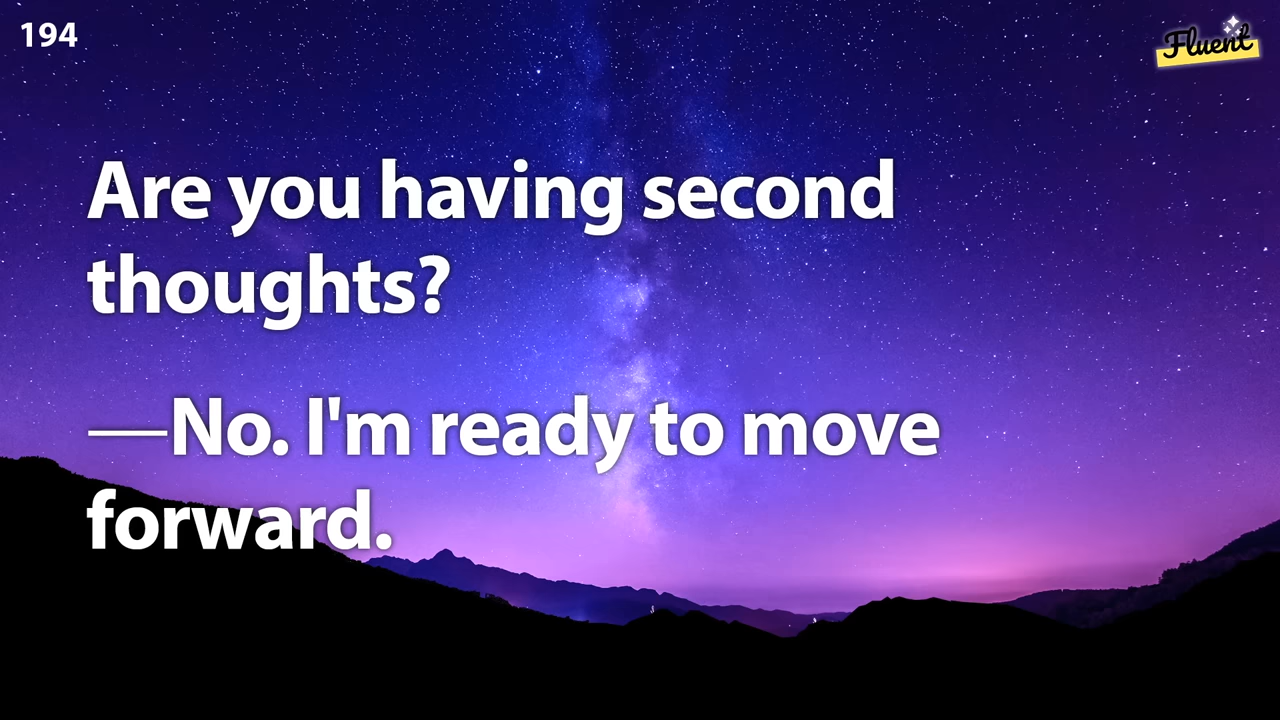 194
Fluent
Are you having second
thoughts?
—No. I'm ready to move
forward.